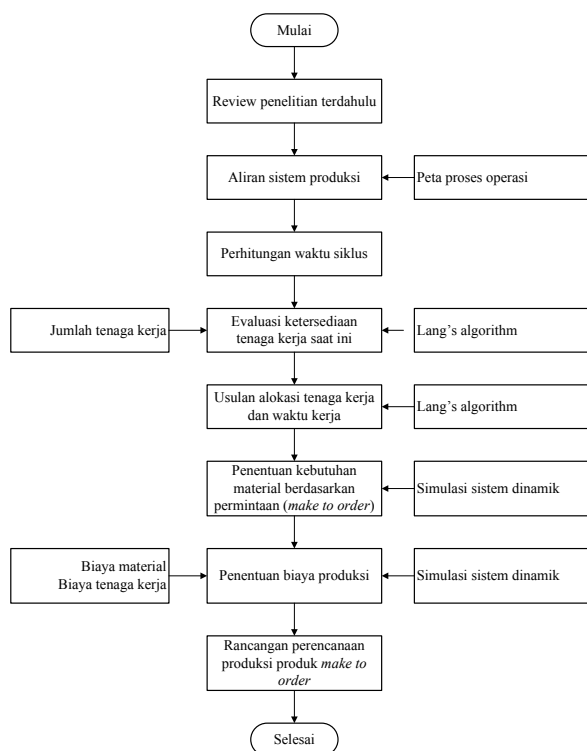 Mulai
Review penelitian terdahulu
Aliran sistem produksi
Peta proses operasi
Perhitungan waktu siklus
Jumlah tenaga kerja
Evaluasi ketersediaan
tenaga kerja saat ini
Lang’s algorithm
Usulan alokasi tenaga kerja
dan waktu kerja
Lang’s algorithm
Penentuan kebutuhan
material berdasarkan
permintaan (make to order)
Simulasi sistem dinamik
Biaya material
Biaya tenaga kerja
Penentuan biaya produksi
Simulasi sistem dinamik
Rancangan perencanaan
produksi produk make to
order
Selesai